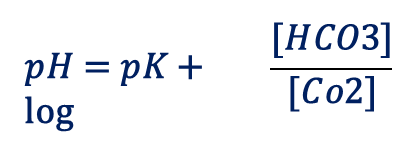 [HCO3]
pH = pK +
[Co2]
log